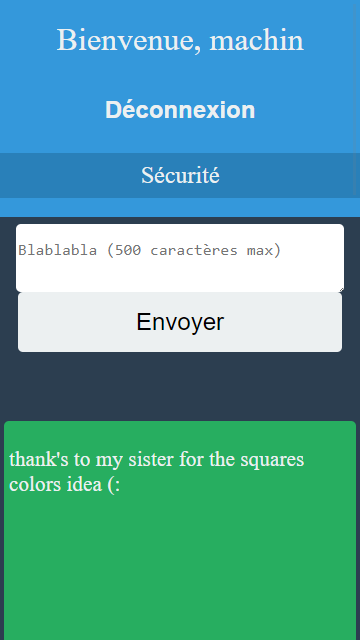 Bienvenue, machin
Déconnexion
Sécurité
Blablabla (500 caractères max)
Envoyer
thank's to my sister for the squares
colors idea (: